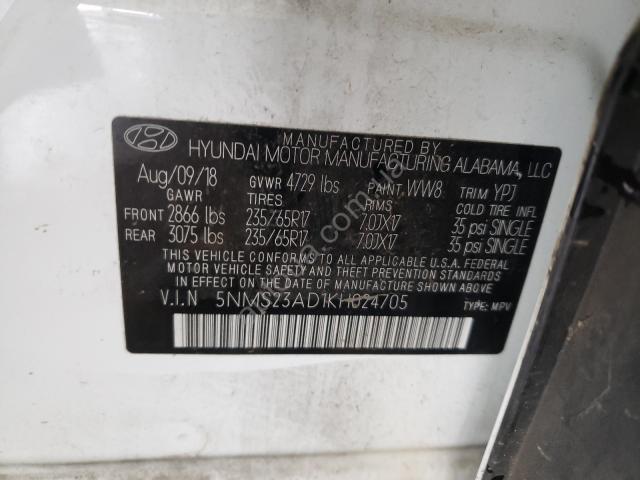 MANUFACTURED BY
HYUNDAI MOTOR MANUFACTURING ALABAMA, LLC
Aug/09/18 GVWR 4729 lbs PAINT WW8 TRIM YPJ
GAWR TIRES RIMS COLD TIRE INFL
FRONT 2866 lbs 235/65R17 7.0JX17 35 psi SINGLE
REAR 3075 lbs 235/65R17 7.0JX17 35 psi SINGLE
THIS VEHICLE CONFORMS TO ALL APPLICABLE U.S.A. FEDERAL
MOTOR VEHICLE SAFETY, BUMPER, AND THEFT PREVENTION STANDARDS
IN EFFECT ON THE DATE OF MANUFACTURE SHOWN ABOVE.
V.I.N 5NMS23AD1KH024705 TYPE: MPV